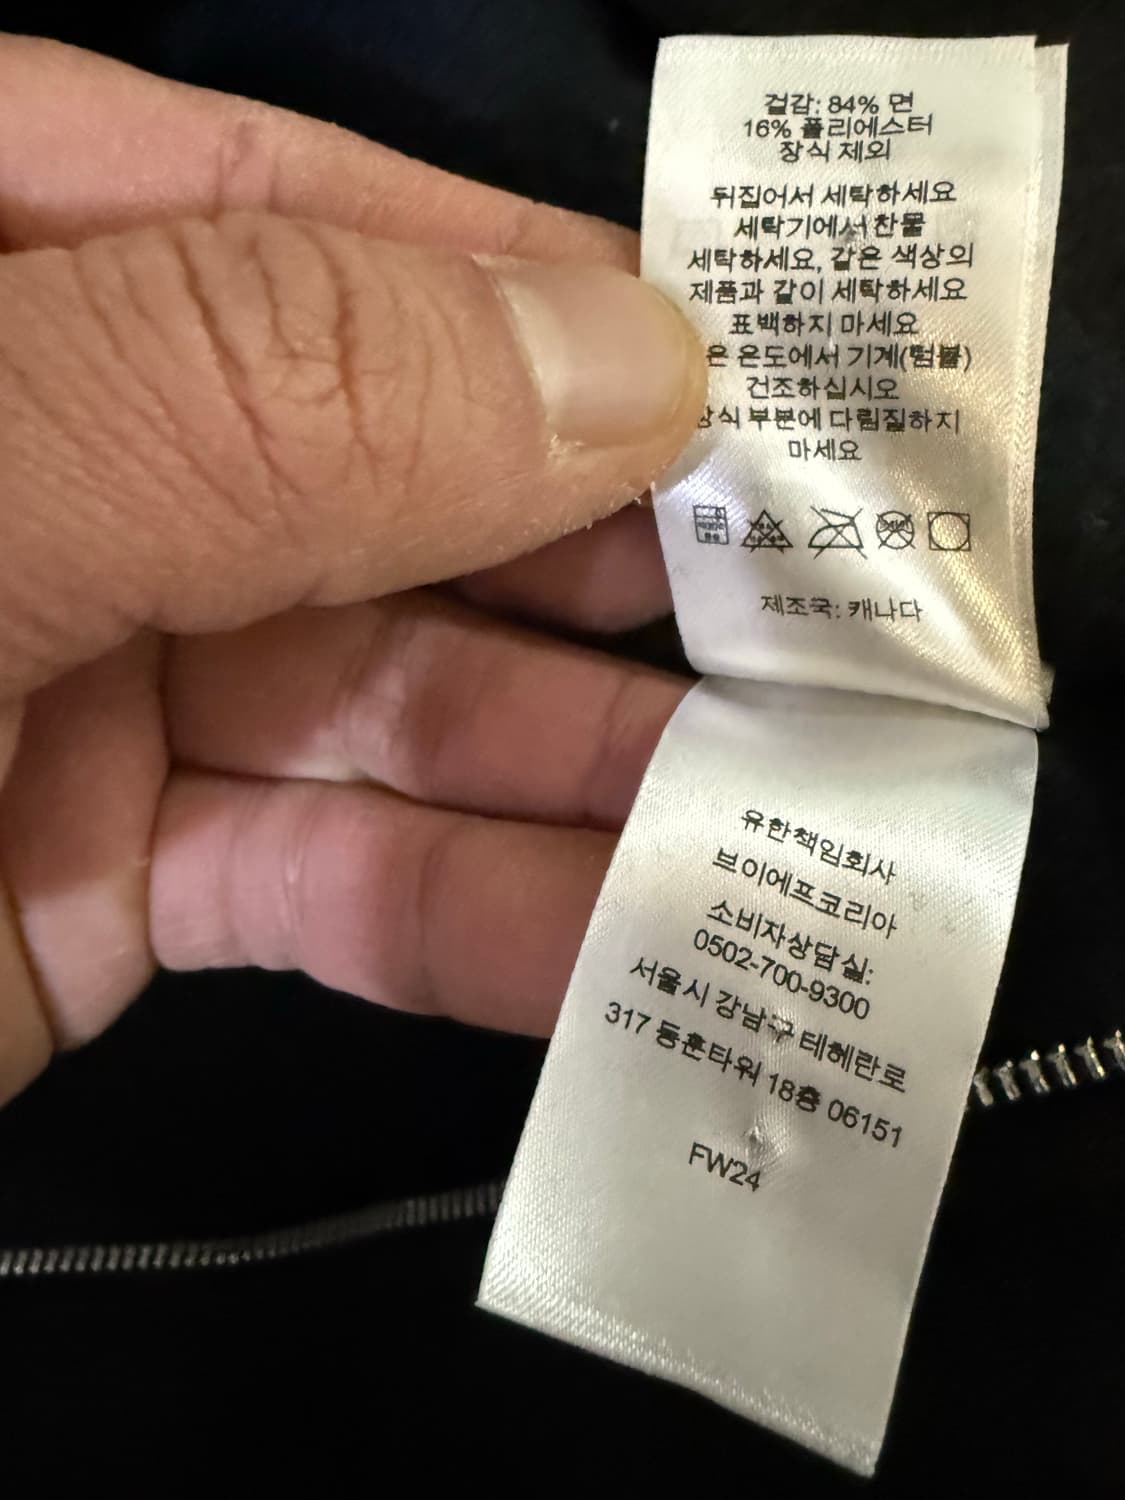 겉감: 84% 면
16% 폴리에스터
장식 제외
뒤집어서 세탁하세요
세탁기에서 찬물
세탁하세요, 같은 색상의
제품과 같이 세탁하세요
표백하지 마세요
온도에서 기계(텀블)
건조하십시오
부분에 다림질하지
마세요
제조국: 캐나다
유한책임회사
브이에프코리아
소비자상담실:
0502-700-9300
서울시 강남구 테헤란로
317 동훈타워 18층 06151
FW24